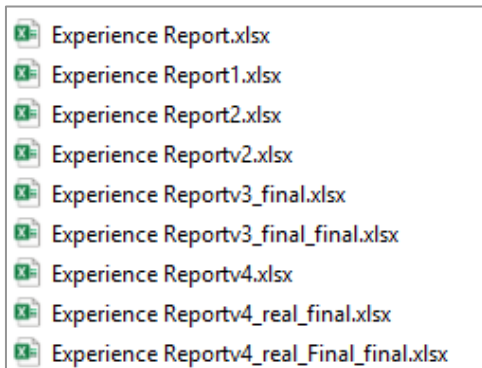 Experience Report.xlsx
Experience Report1.xlsx
Experience Report2.xlsx
Experience Reportv2.xlsx
Experience Reportv3_final.xlsx
Experience Reportv3_final_final.xlsx
Experience Reportv4.xlsx
Experience Reportv4_real_final.xlsx
Experience Reportv4_real_Final_final.xlsx